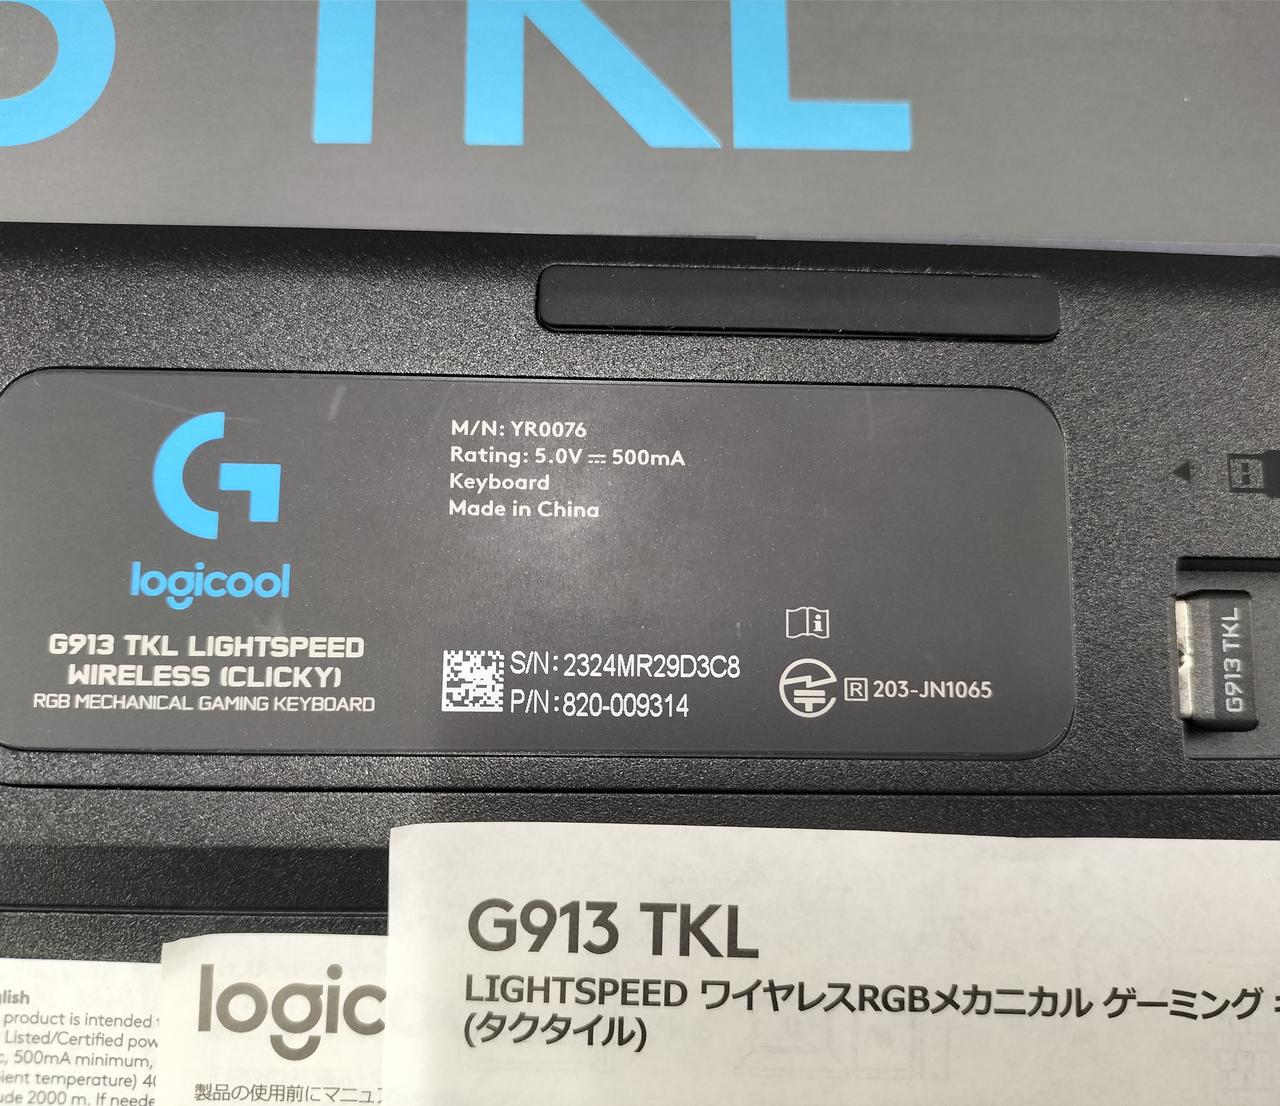 TKL
M/N: YR0076
Rating: 5.0V ⎓ 500mA
Keyboard
Made in China
G
logicool
G913 TKL LIGHTSPEED
WIRELESS (CLICKY)
RGB MECHANICAL GAMING KEYBOARD
S/N: 2324MR29D3C8
P/N: 820-009314
R 203-JN1065
G913 TKL
G913 TKL
LIGHTSPEED ワイヤレスRGBメカニカル ゲーミング
(タクタイル)
logic
製品の使用前にマニュ
product is intended
Listed/Certified
500mA minimum,
temperature)
2000 m. If